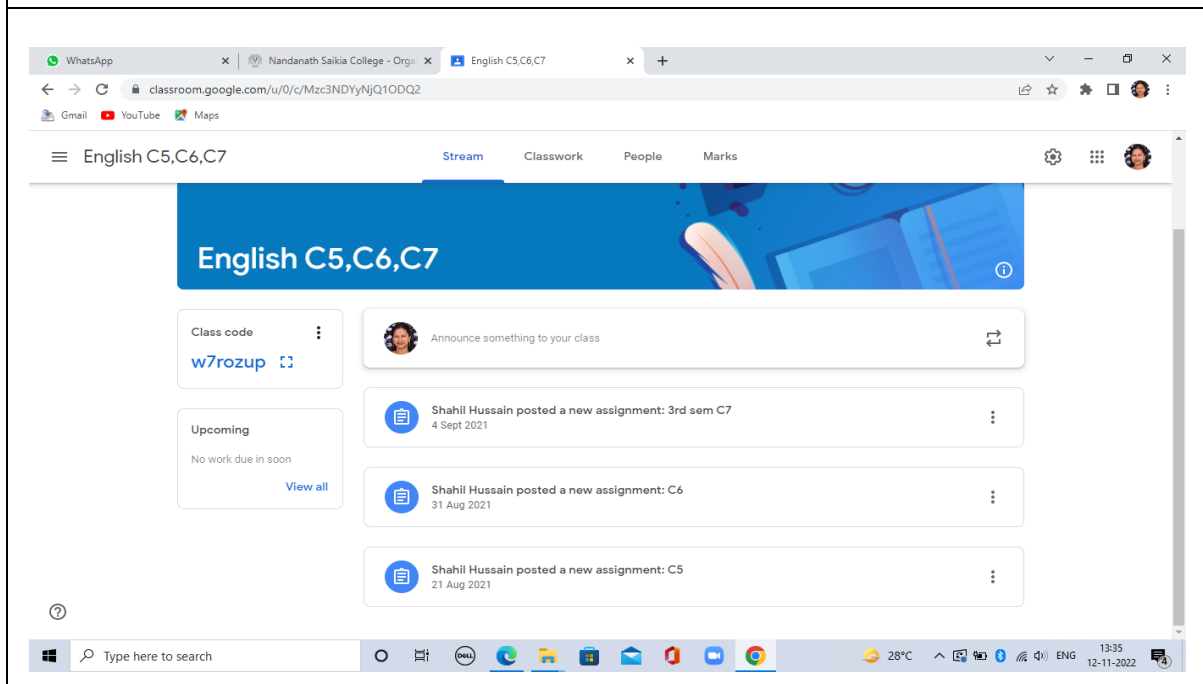 WhatsApp
Nandanath Saikia College - Orga
English C5,C6,C7
classroom.google.com/u/0/c/Mzc3NDYyNjQ1ODQ2
Gmail YouTube Maps
English C5,C6,C7
Stream Classwork People Marks
English C5,C6,C7
Class code
w7rozup
Announce something to your class
Upcoming
No work due in soon
View all
Shahil Hussain posted a new assignment: 3rd sem C7
4 Sept 2021
Shahil Hussain posted a new assignment: C6
31 Aug 2021
Shahil Hussain posted a new assignment: C5
21 Aug 2021
Type here to search
DELL
28°C
ENG
13:35
12-11-2022
4